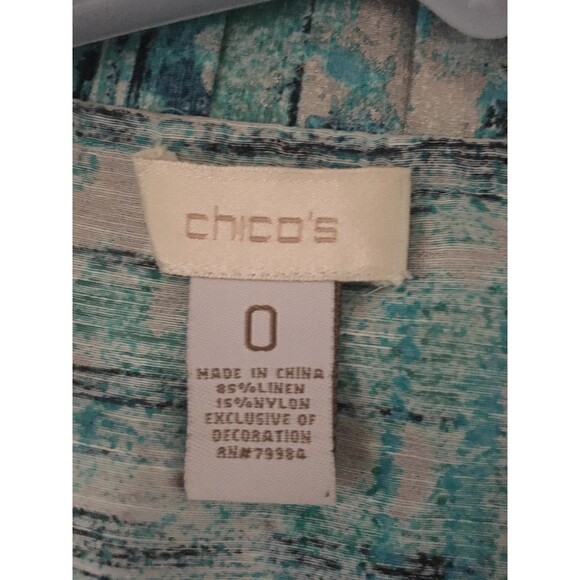 chico's
0
MADE IN CHINA
85%LINEN
15%NYLON
EXCLUSIVE OF
DECORATION
RN#79984